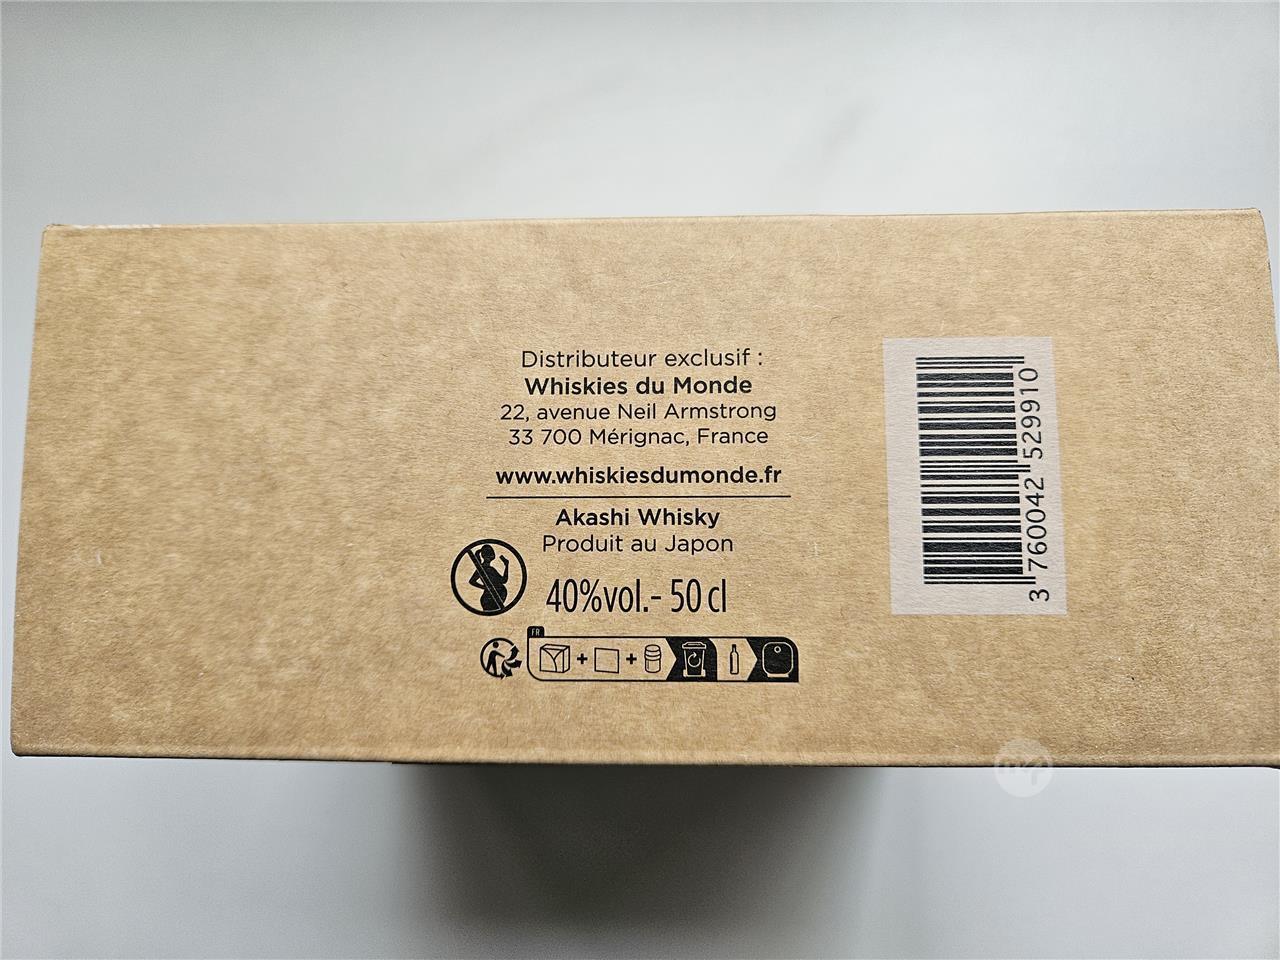 Distributeur exclusif :
Whiskies du Monde
22, avenue Neil Armstrong
33 700 Mérignac, France
www.whiskiesdumonde.fr
Akashi Whisky
Produit au Japon
40%vol.- 50 cl
FR
3 760042 529910
mp